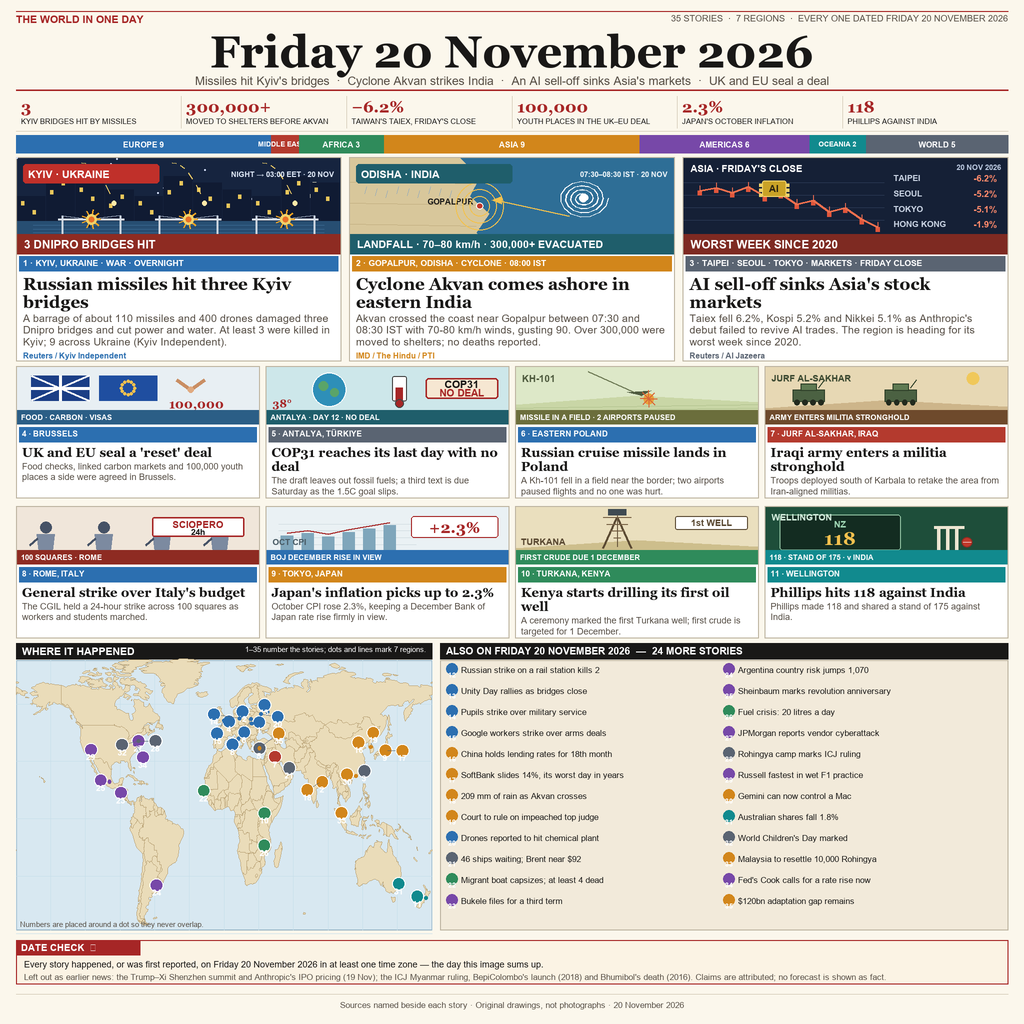 THE WORLD IN ONE DAY
35 STORIES · 7 REGIONS · EVERY ONE DATED FRIDAY 20 NOVEMBER 2026
Friday 20 November 2026
Missiles hit Kyiv's bridges · Cyclone Akvan strikes India · An AI sell-off sinks Asia's markets · UK and EU seal a deal
3
KYIV BRIDGES HIT BY MISSILES
300,000+
MOVED TO SHELTERS BEFORE AKVAN
−6.2%
TAIWAN'S TAIEX, FRIDAY'S CLOSE
100,000
YOUTH PLACES IN THE UK–EU DEAL
2.3%
JAPAN'S OCTOBER INFLATION
118
PHILLIPS AGAINST INDIA
EUROPE 9
MIDDLE EAS
AFRICA 3
ASIA 9
AMERICAS 6
OCEANIA 2
WORLD 5
KYIV · UKRAINE
NIGHT → 03:00 EET · 20 NOV
3 DNIPRO BRIDGES HIT
1 · KYIV, UKRAINE · WAR · OVERNIGHT
Russian missiles hit three Kyiv
bridges
A barrage of about 110 missiles and 400 drones damaged three
Dnipro bridges and cut power and water. At least 3 were killed in
Kyiv; 9 across Ukraine (Kyiv Independent).
Reuters / Kyiv Independent
ODISHA · INDIA
07:30–08:30 IST · 20 NOV
GOPALPUR
LANDFALL · 70–80 km/h · 300,000+ EVACUATED
2 · GOPALPUR, ODISHA · CYCLONE · 08:00 IST
Cyclone Akvan comes ashore in
eastern India
Akvan crossed the coast near Gopalpur between 07:30 and
08:30 IST with 70-80 km/h winds, gusting 90. Over 300,000 were
moved to shelters; no deaths reported.
IMD / The Hindu / PTI
ASIA · FRIDAY'S CLOSE
20 NOV 2026
AI
TAIPEI -6.2%
SEOUL -5.2%
TOKYO -5.1%
HONG KONG -1.9%
WORST WEEK SINCE 2020
3 · TAIPEI · SEOUL · TOKYO · MARKETS · FRIDAY CLOSE
AI sell-off sinks Asia's stock
markets
Taiex fell 6.2%, Kospi 5.2% and Nikkei 5.1% as Anthropic's
debut failed to revive AI trades. The region is heading for its
worst week since 2020.
Reuters / Al Jazeera
100,000
FOOD · CARBON · VISAS
4 · BRUSSELS
UK and EU seal a 'reset' deal
Food checks, linked carbon markets and 100,000 youth
places a side were agreed in Brussels.
38°
COP31
NO DEAL
ANTALYA · DAY 12 · NO DEAL
5 · ANTALYA, TÜRKIYE
COP31 reaches its last day with no
deal
The draft leaves out fossil fuels; a third text is due
Saturday as the 1.5C goal slips.
KH-101
MISSILE IN A FIELD · 2 AIRPORTS PAUSED
6 · EASTERN POLAND
Russian cruise missile lands in
Poland
A Kh-101 fell in a field near the border; two airports
paused flights and no one was hurt.
JURF AL-SAKHAR
ARMY ENTERS MILITIA STRONGHOLD
7 · JURF AL-SAKHAR, IRAQ
Iraqi army enters a militia
stronghold
Troops deployed south of Karbala to retake the area from
Iran-aligned militias.
SCIOPERO
24h
100 SQUARES · ROME
8 · ROME, ITALY
General strike over Italy's budget
The CGIL held a 24-hour strike across 100 squares as
workers and students marched.
OCT CPI
+2.3%
BOJ DECEMBER RISE IN VIEW
9 · TOKYO, JAPAN
Japan's inflation picks up to 2.3%
October CPI rose 2.3%, keeping a December Bank of
Japan rate rise firmly in view.
TURKANA
1st WELL
FIRST CRUDE DUE 1 DECEMBER
10 · TURKANA, KENYA
Kenya starts drilling its first oil
well
A ceremony marked the first Turkana well; first crude is
targeted for 1 December.
WELLINGTON
NZ
118
118 · STAND OF 175 · v INDIA
11 · WELLINGTON
Phillips hits 118 against India
Phillips made 118 and shared a stand of 175 against
India.
WHERE IT HAPPENED
1–35 number the stories; dots and lines mark 7 regions.
Numbers are placed around a dot so they never overlap.
ALSO ON FRIDAY 20 NOVEMBER 2026 — 24 MORE STORIES
Russian strike on a rail station kills 2
Unity Day rallies as bridges close
Pupils strike over military service
Google workers strike over arms deals
China holds lending rates for 18th month
SoftBank slides 14%, its worst day in years
209 mm of rain as Akvan crosses
Court to rule on impeached top judge
Drones reported to hit chemical plant
46 ships waiting; Brent near $92
Migrant boat capsizes; at least 4 dead
Bukele files for a third term
Argentina country risk jumps 1,070
Sheinbaum marks revolution anniversary
Fuel crisis: 20 litres a day
JPMorgan reports vendor cyberattack
Rohingya camp marks ICJ ruling
Russell fastest in wet F1 practice
Gemini can now control a Mac
Australian shares fall 1.8%
World Children's Day marked
Malaysia to resettle 10,000 Rohingya
Fed's Cook calls for a rate rise now
$120bn adaptation gap remains
DATE CHECK
Every story happened, or was first reported, on Friday 20 November 2026 in at least one time zone — the day this image sums up.
Left out as earlier news: the Trump–Xi Shenzhen summit and Anthropic's IPO pricing (19 Nov); the ICJ Myanmar ruling, BepiColombo's launch (2018) and Bhumibol's death (2016). Claims are attributed; no forecast is shown as fact.
Sources named beside each story · Original drawings, not photographs · 20 November 2026